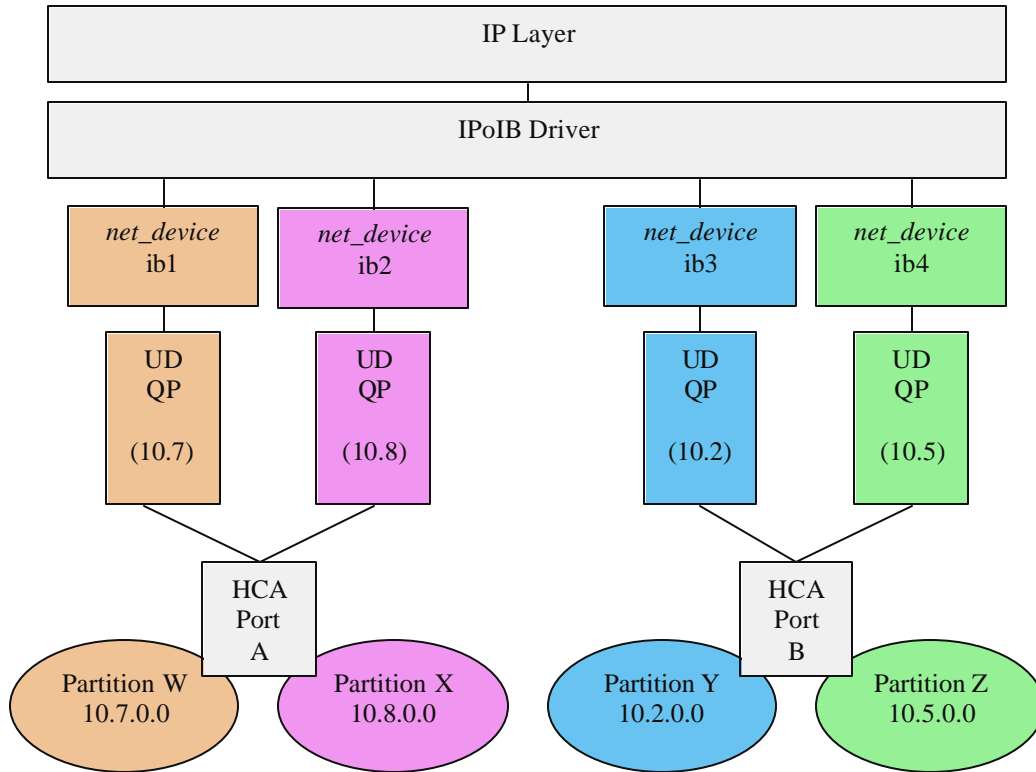 IP Layer
IPoIB Driver
net_device
ib1
net_device
ib2
net_device
ib3
net_device
ib4
UD
QP
(10.7)
UD
QP
(10.8)
UD
QP
(10.2)
UD
QP
(10.5)
HCA
Port
A
HCA
Port
B
Partition W
10.7.0.0
Partition X
10.8.0.0
Partition Y
10.2.0.0
Partition Z
10.5.0.0